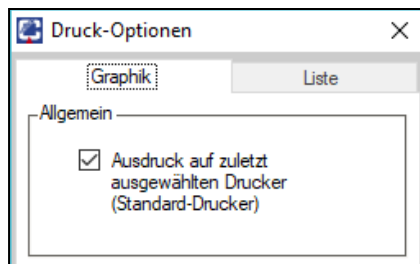 Druck-Optionen
Graphik
Liste
Allgemein
Ausdruck auf zuletzt
ausgewählten Drucker
(Standard-Drucker)